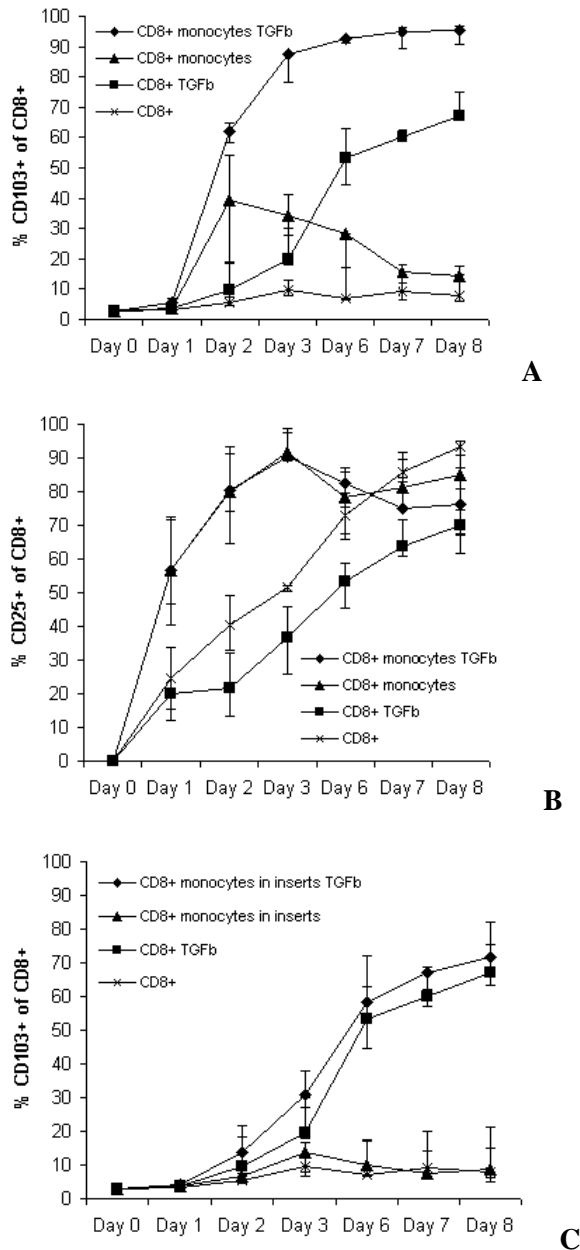 % CD103+ of CD8+
100
90
80
70
60
50
40
30
20
10
0
CD8+ monocytes TGFb
CD8+ monocytes
CD8+ TGFb
CD8+
Day 0 Day 1 Day 2 Day 3 Day 6 Day 7 Day 8
A
% CD25+ of CD8+
100
90
80
70
60
50
40
30
20
10
0
CD8+ monocytes TGFb
CD8+ monocytes
CD8+ TGFb
CD8+
Day 0 Day 1 Day 2 Day 3 Day 6 Day 7 Day 8
B
% CD103+ of CD8+
100
90
80
70
60
50
40
30
20
10
0
CD8+ monocytes in inserts TGFb
CD8+ monocytes in inserts
CD8+ TGFb
CD8+
Day 0 Day 1 Day 2 Day 3 Day 6 Day 7 Day 8
C